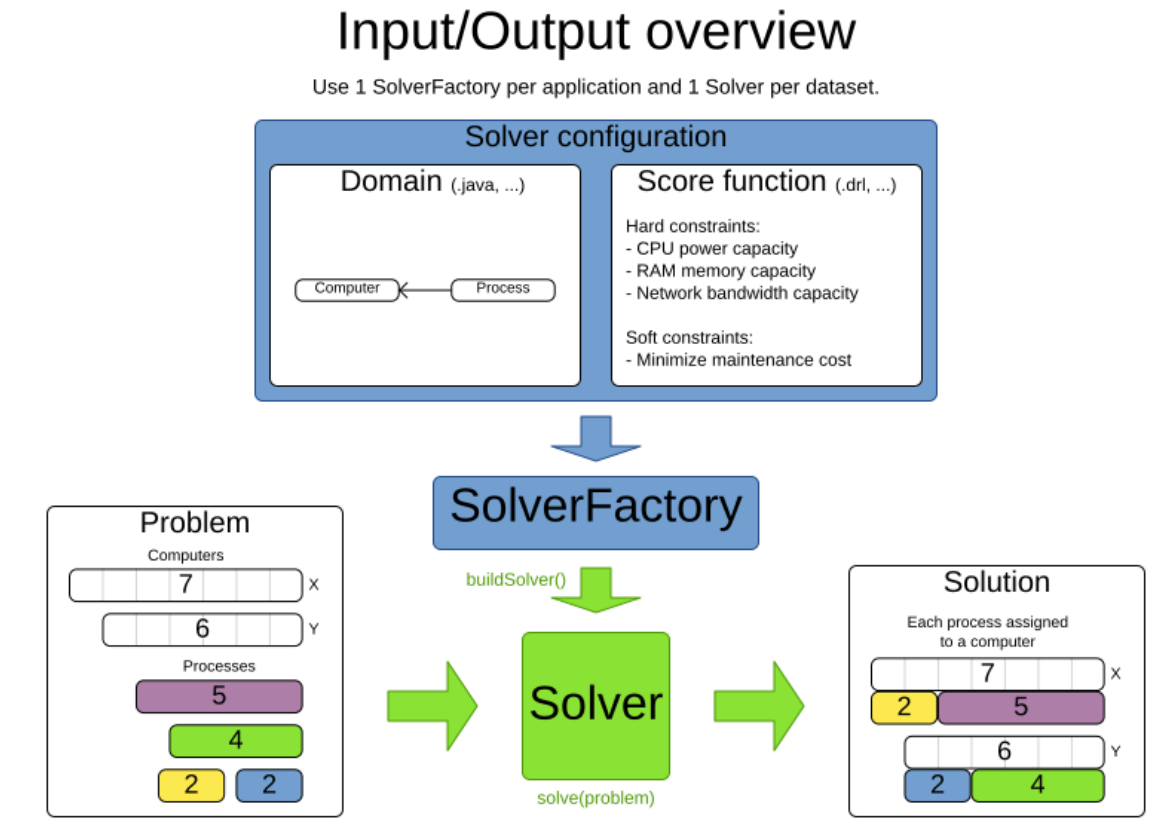 Input/Output overview
Use 1 SolverFactory per application and 1 Solver per dataset.
Solver configuration
Domain (.java, ...)
Computer
Process
Score function (.drl, ...)
Hard constraints:
- CPU power capacity
- RAM memory capacity
- Network bandwidth capacity
Soft constraints:
- Minimize maintenance cost
SolverFactory
buildSolver()
Problem
Computers
7 X
6 Y
Processes
5
4
2 2
Solver
solve(problem)
Solution
Each process assigned
to a computer
7 X
2 5
6 Y
2 4